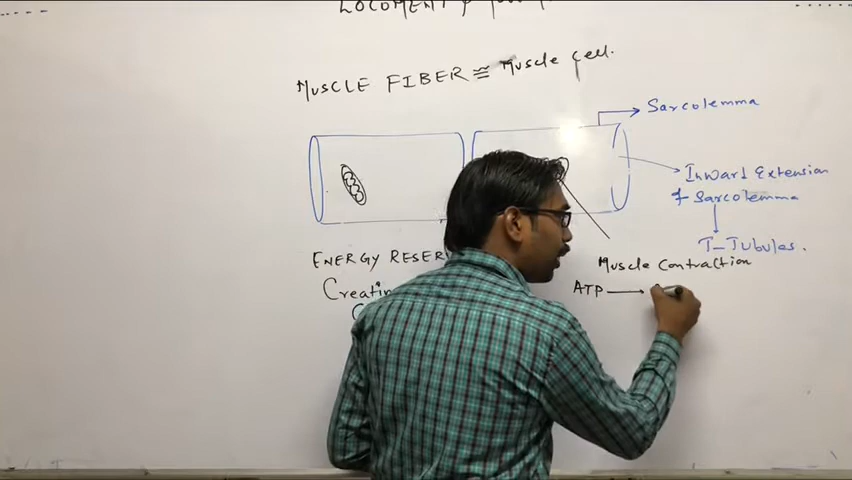 MUSCLE FIBER ≅ Muscle Cell.
Sarcolemma
Inward Extension
of Sarcolemma
T-Tubules.
ENERGY RESER
Muscle Contraction
Creatin
ATP →